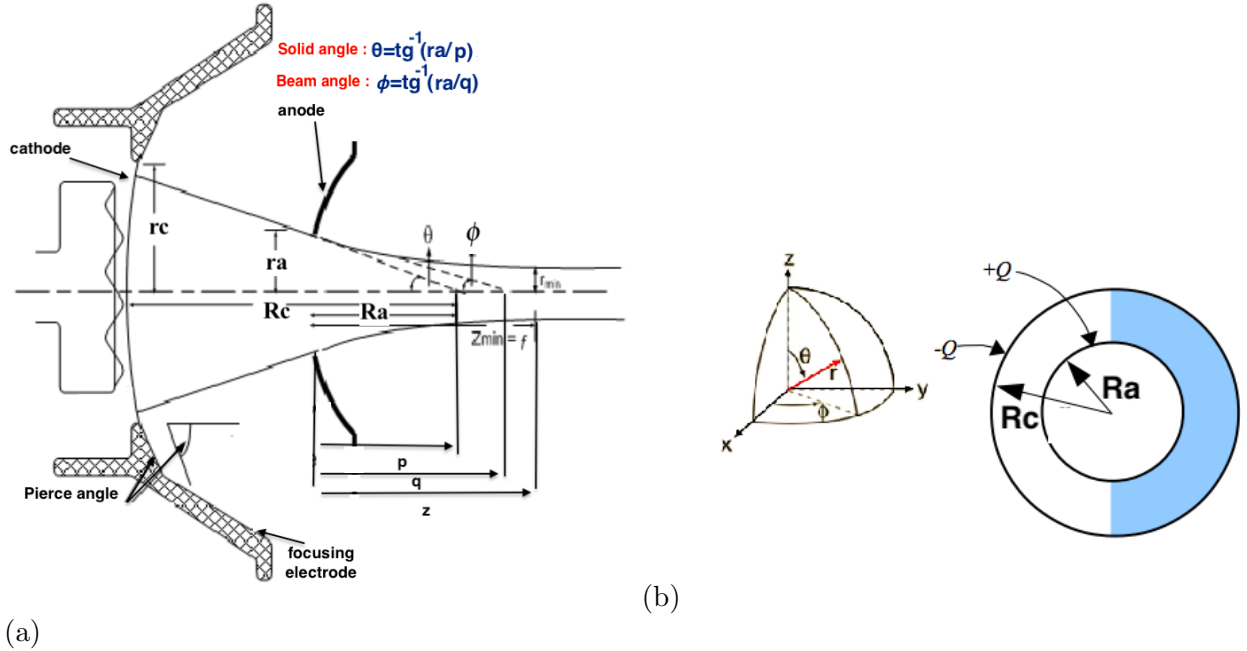 Solid angle : θ=tg⁻¹(ra/p)
Beam angle : ϕ=tg⁻¹(ra/q)
anode
cathode
rc
ra
θ
ϕ
rmin
Rc
Ra
Zmin = f
p
q
z
Pierce angle
focusing
electrode
(a)
z
θ
r
y
ϕ
x
+Q
-Q
Ra
Rc
(b)